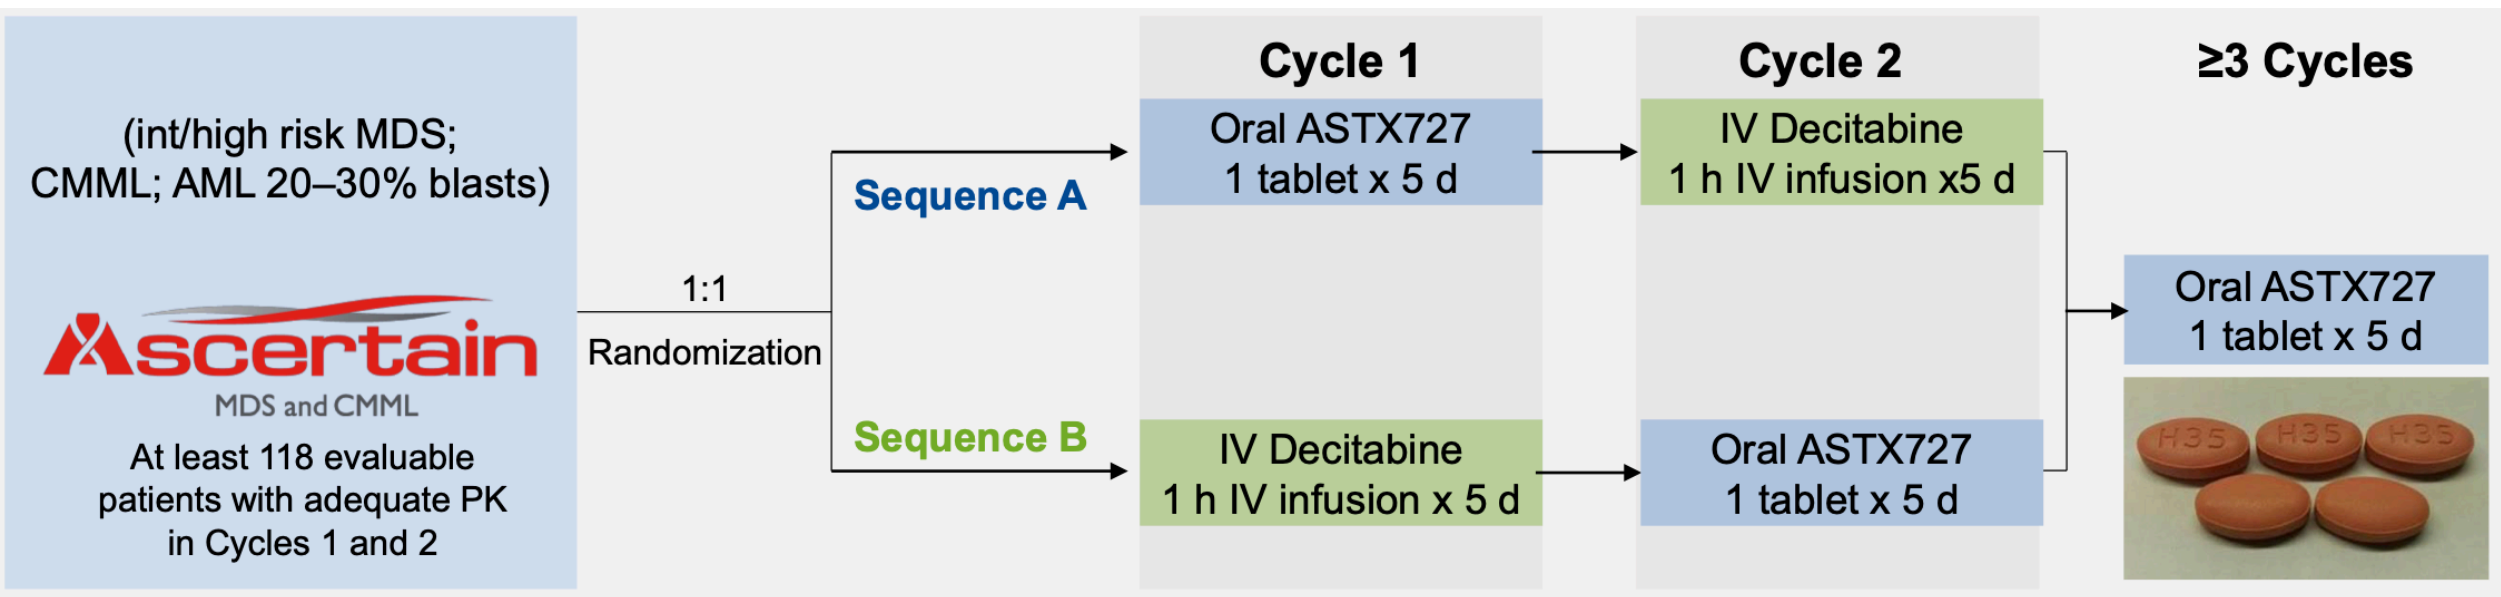 (int/high risk MDS;
CMML; AML 20–30% blasts)
Ascertain
MDS and CMML
At least 118 evaluable
patients with adequate PK
in Cycles 1 and 2
1:1
Randomization
Sequence A
Sequence B
Cycle 1
Oral ASTX727
1 tablet x 5 d
IV Decitabine
1 h IV infusion x 5 d
Cycle 2
IV Decitabine
1 h IV infusion x5 d
Oral ASTX727
1 tablet x 5 d
≥3 Cycles
Oral ASTX727
1 tablet x 5 d
H35
H35
H35